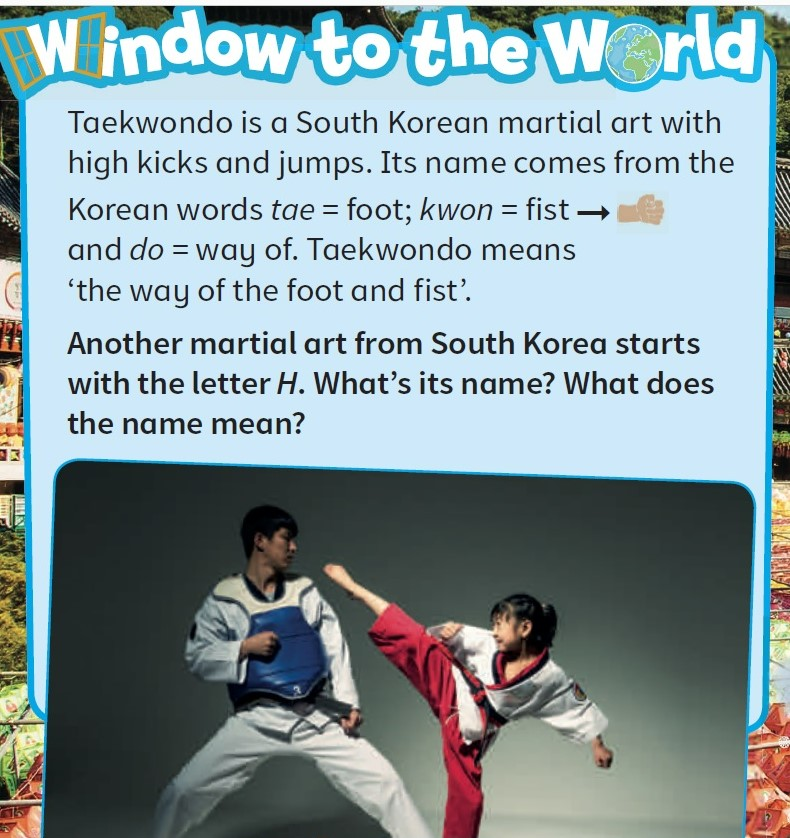 Window to the World
Taekwondo is a South Korean martial art with
high kicks and jumps. Its name comes from the
Korean words tae = foot; kwon = fist →
and do = way of. Taekwondo means
‘the way of the foot and fist’.
Another martial art from South Korea starts
with the letter H. What’s its name? What does
the name mean?